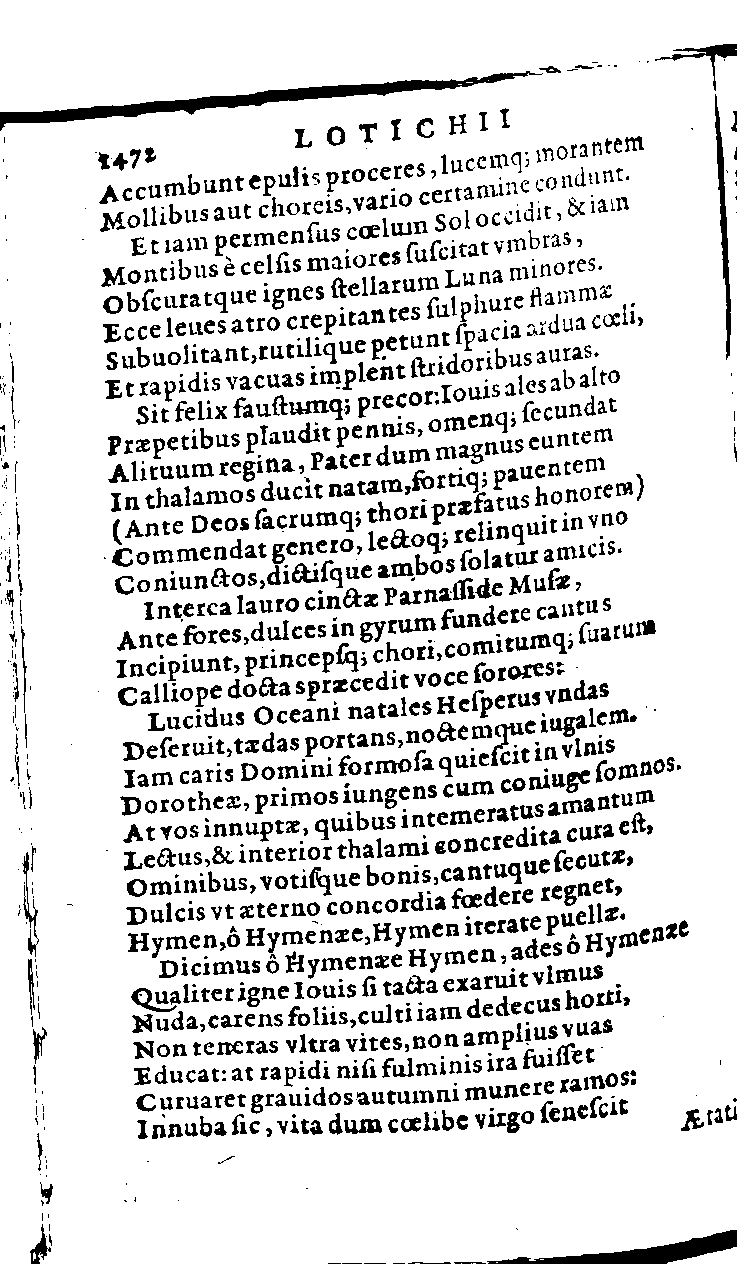 1472 LOTICHII
Accumbunt epulis proceres, lucemq; morantem
Mollibus aut choreis, vario certamine condunt.
Et iam permensus cœlum Sol occidit, & iam
Montibus è celsis maiores suscitat vmbras,
Obscuratque ignes stellarum Luna minores.
Ecce leues atro crepitantes sulphure flammæ
Subuolitant, rutilique petunt spacia ardua cœli,
Et rapidis vacuas implent stridoribus auras.
Sit felix faustumq; precor: Iouis ales ab alto
Præpetibus plaudit pennis, omenq; secundat
Alituum regina, Pater dum magnus euntem
In thalamos ducit natam, fortiq; pauentem
(Ante Deos sacrumq; thori præfatus honorem)
Commendat genero, lectoq; relinquit in vno
Coniunctos, dictisque ambos solatur amicis.
Interea lauro cinctæ Parnasside Musæ,
Ante fores, dulces in gyrum fundere cantus
Incipiunt, princepsq; chori, comitumq; suarum
Calliope docta spræcedit voce sorores:
Lucidus Oceani natales Hesperus vndas
Deseruit, tædas portans, noctemque iugalem.
Iam caris Domini formosa quiescit in vlnis
Dorotheæ, primos iungens cum coniuge somnos.
At vos innuptæ, quibus intemeratus amantum
Lectus, & interior thalami concredita cura est,
Ominibus, votisque bonis, cantuque secutæ,
Dulcis vt æterno concordia fœdere regnet,
Hymen, ô Hymenæe, Hymen iterate puellæ.
Dicimus ô Hymenæe Hymen, ades ô Hymenæe
Qualiter igne Iouis si tacta exaruit vlmus
Nuda, carens foliis, culti iam dedecus horti,
Non teneras vltra vites, non amplius vuas
Educat: at rapidi nisi fulminis ira fuisset
Curuaret grauidos autumni munere ramos:
Innuba sic, vita dum cœlibe virgo senescit
Ætati